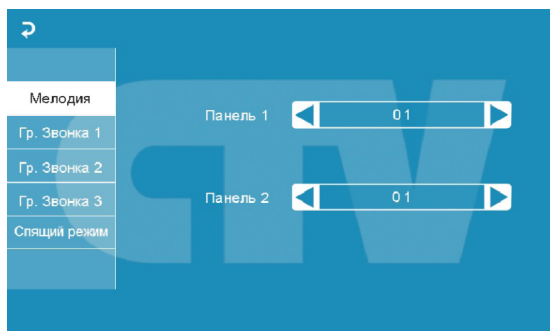 Мелодия
Гр. Звонка 1
Гр. Звонка 2
Гр. Звонка 3
Спящий режим
Панель 1 01
Панель 2 01
CTV